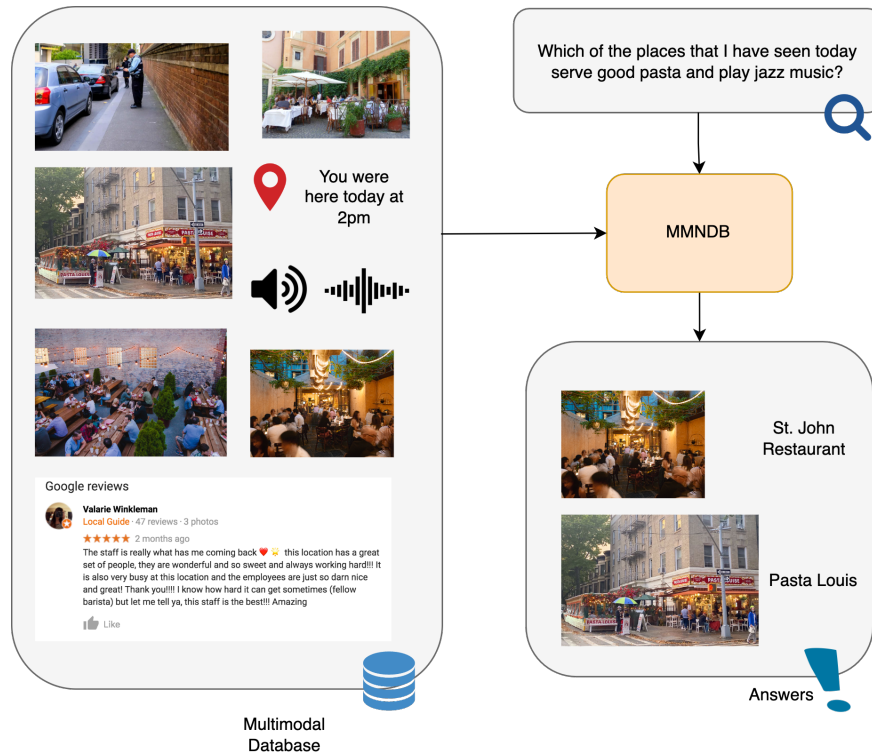 Which of the places that I have seen today
serve good pasta and play jazz music?
You were
here today at
2pm
MMNDB
PASTA LOUISE
Google reviews
Valarie Winkleman
Local Guide · 47 reviews · 3 photos
2 months ago
The staff is really what has me coming back ❤️ 💫 this location has a great
set of people, they are wonderful and so sweet and always working hard!!! It
is also very busy at this location and the employees are just so darn nice
and great! Thank you!!!! I know how hard it can get sometimes (fellow
barista) but let me tell ya, this staff is the best!!! Amazing
Like
Multimodal
Database
St. John
Restaurant
Pasta Louis
Answers